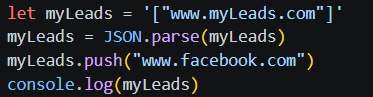 let myLeads = '["www.myLeads.com"]'
myLeads = JSON.parse(myLeads)
myLeads.push("www.facebook.com")
console.log(myLeads)